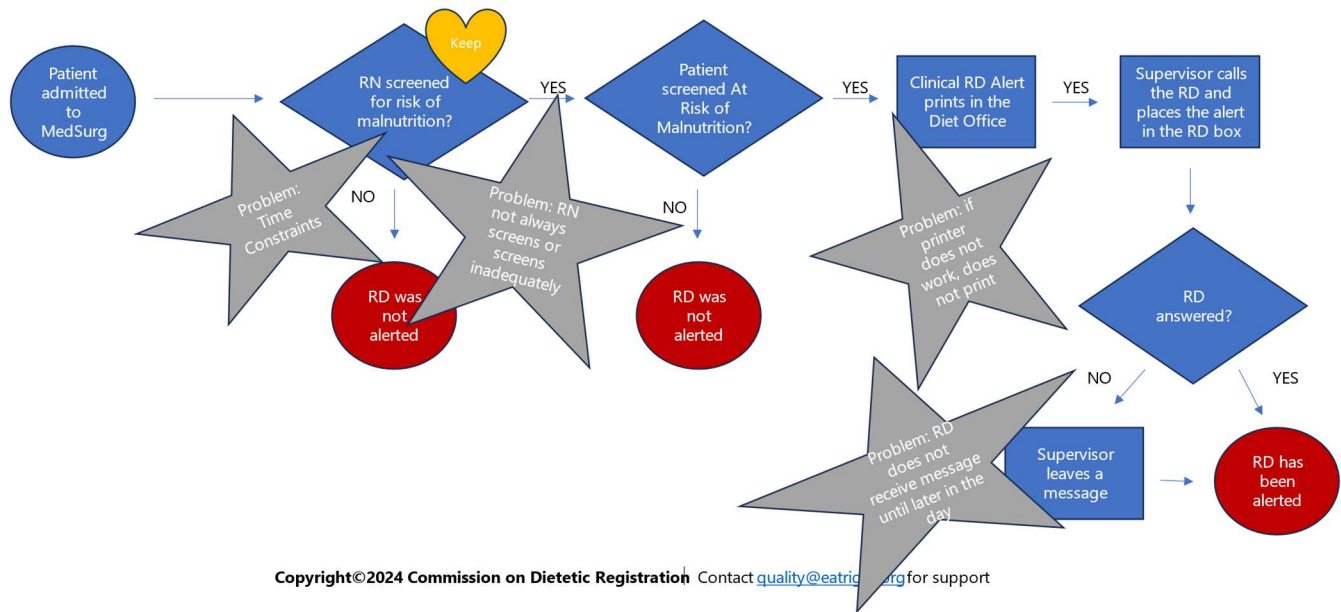 Patient
admitted
to
MedSurg
Keep
RN screened
for risk of
malnutrition?
YES
Patient
screened At
Risk of
Malnutrition?
YES
Clinical RD Alert
prints in the
Diet Office
YES
Supervisor calls
the RD and
places the alert
in the RD box
Problem:
Time
Constraints
NO
Problem: RN
not always
screens or
screens
inadequately
NO
Problem: if
printer
does not
work, does
not print
RD was
not
alerted
RD was
not
alerted
RD
answered?
NO
YES
Problem: RD
does not
receive message
until later in the
day
Supervisor
leaves a
message
RD has
been
alerted
Copyright©2024 Commission on Dietetic Registration Contact for support